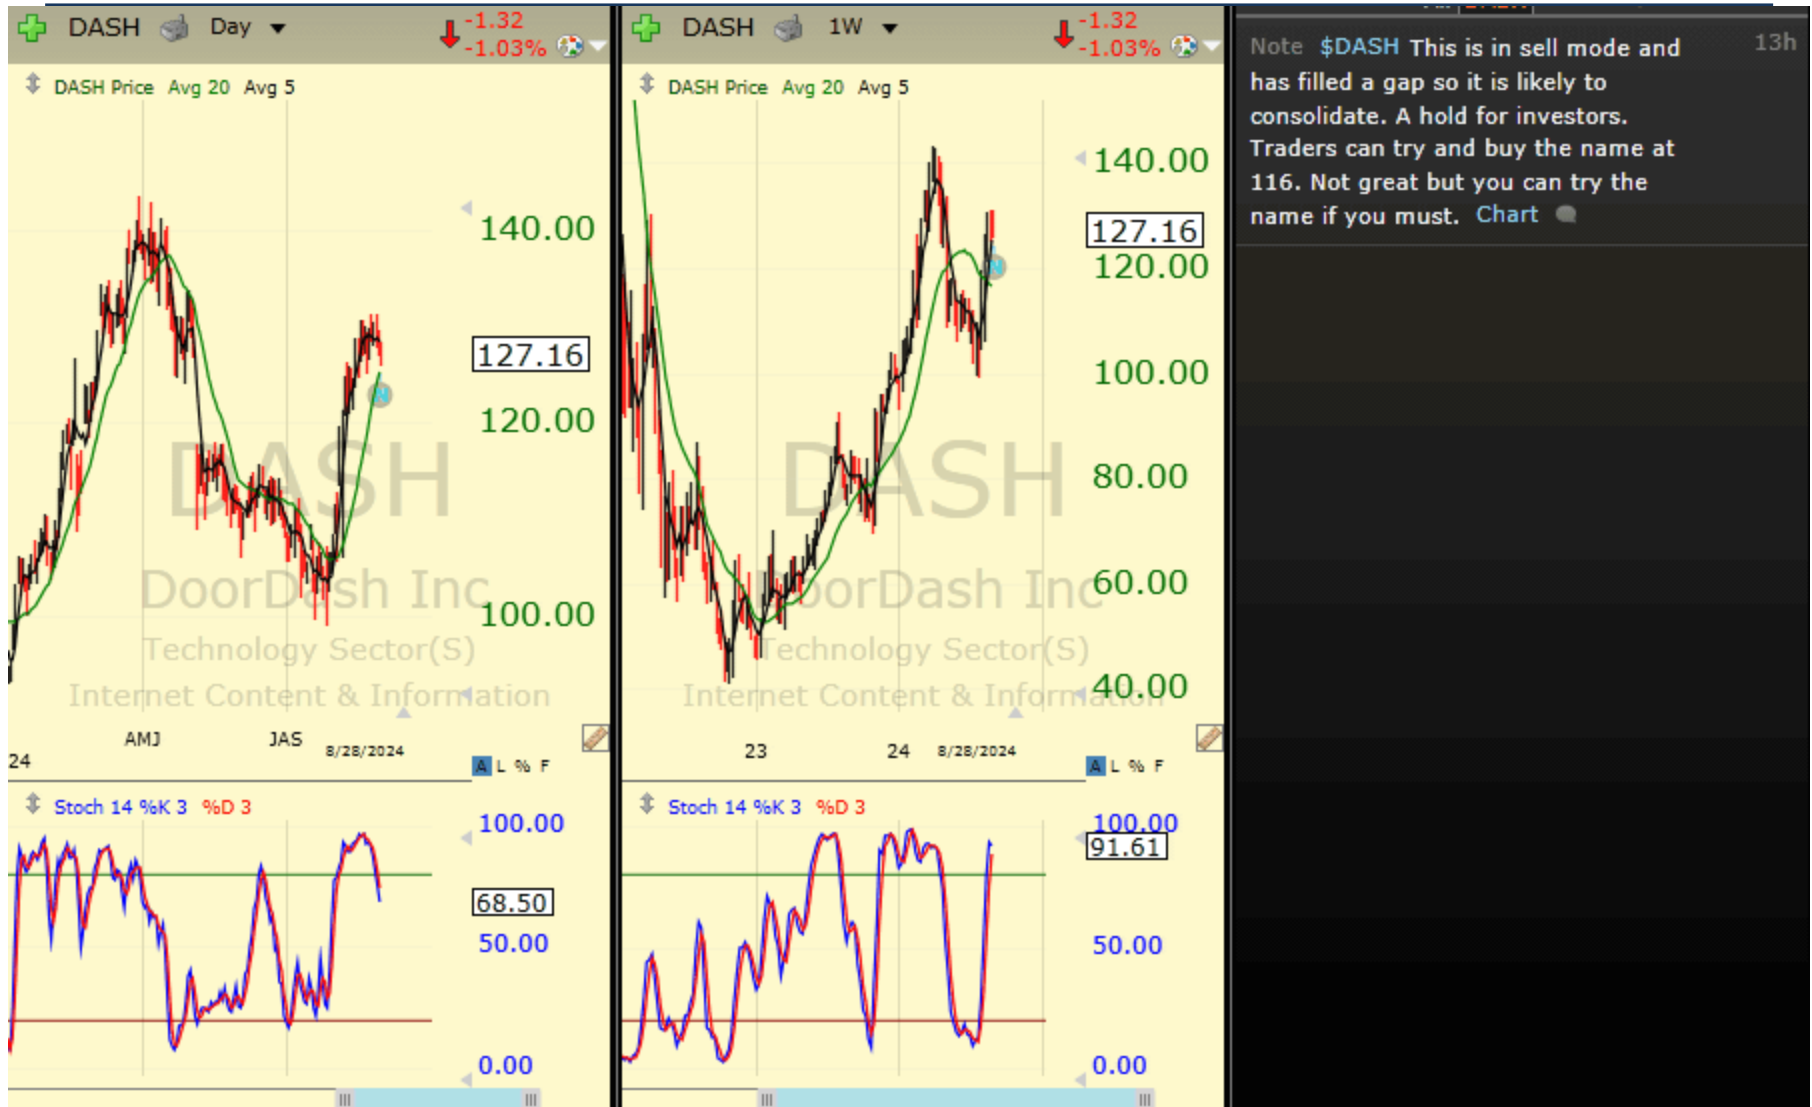 DASH Day
-1.32
-1.03%
DASH Price Avg 20 Avg 5
140.00
127.16
120.00
100.00
N
DASH
DoorDash Inc
Technology Sector(S)
Internet Content & Information
24
AMJ
JAS
8/28/2024
A L % F
Stoch 14 %K 3 %D 3
100.00
68.50
50.00
0.00
DASH 1W
-1.32
-1.03%
DASH Price Avg 20 Avg 5
140.00
127.16
120.00
100.00
80.00
60.00
40.00
N
DASH
DoorDash Inc
Technology Sector(S)
Internet Content & Information
23
24
8/28/2024
A L % F
Stoch 14 %K 3 %D 3
100.00
91.61
50.00
0.00
Note $DASH This is in sell mode and 13h
has filled a gap so it is likely to
consolidate. A hold for investors.
Traders can try and buy the name at
116. Not great but you can try the
name if you must. Chart